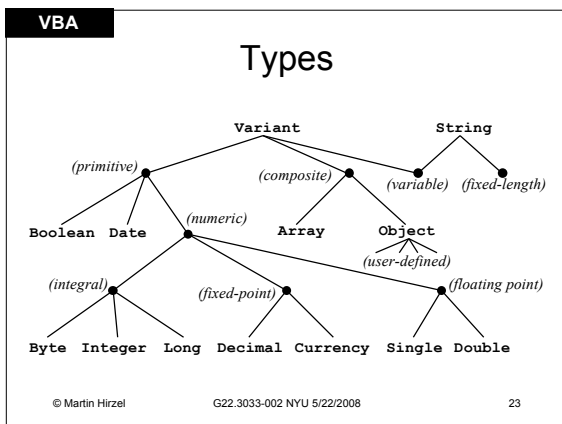 VBA
Types
Variant String
(primitive) (composite) (variable) (fixed-length)
(numeric)
Boolean Date Array Object
(user-defined)
(integral) (fixed-point) (floating point)
Byte Integer Long Decimal Currency Single Double
© Martin Hirzel G22.3033-002 NYU 5/22/2008 23